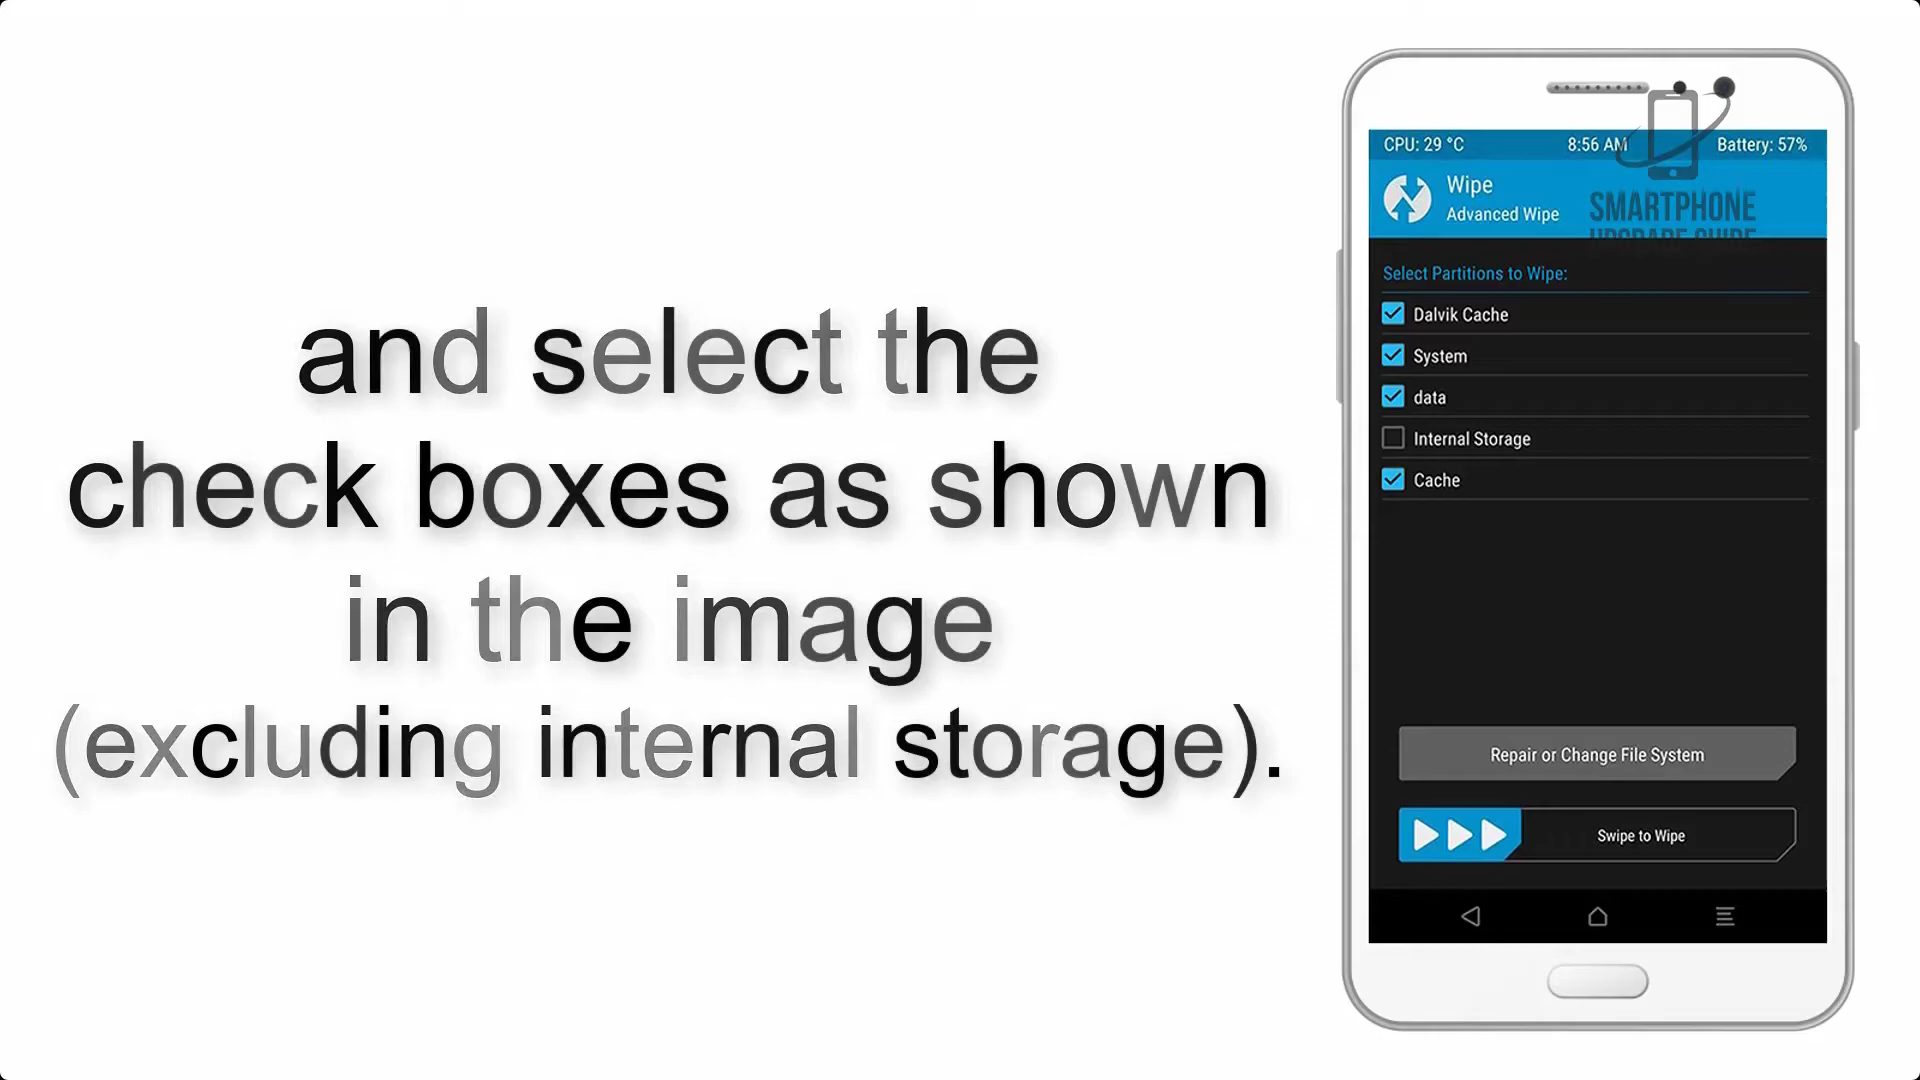 and select the
check boxes as shown
in the image
(excluding internal storage).
CPU: 29 °C 8:56 AM Battery: 57%
Wipe
Advanced Wipe
SMARTPHONE
UPGRADE GUIDE
Select Partitions to Wipe:
Dalvik Cache
System
data
Internal Storage
Cache
Repair or Change File System
Swipe to Wipe